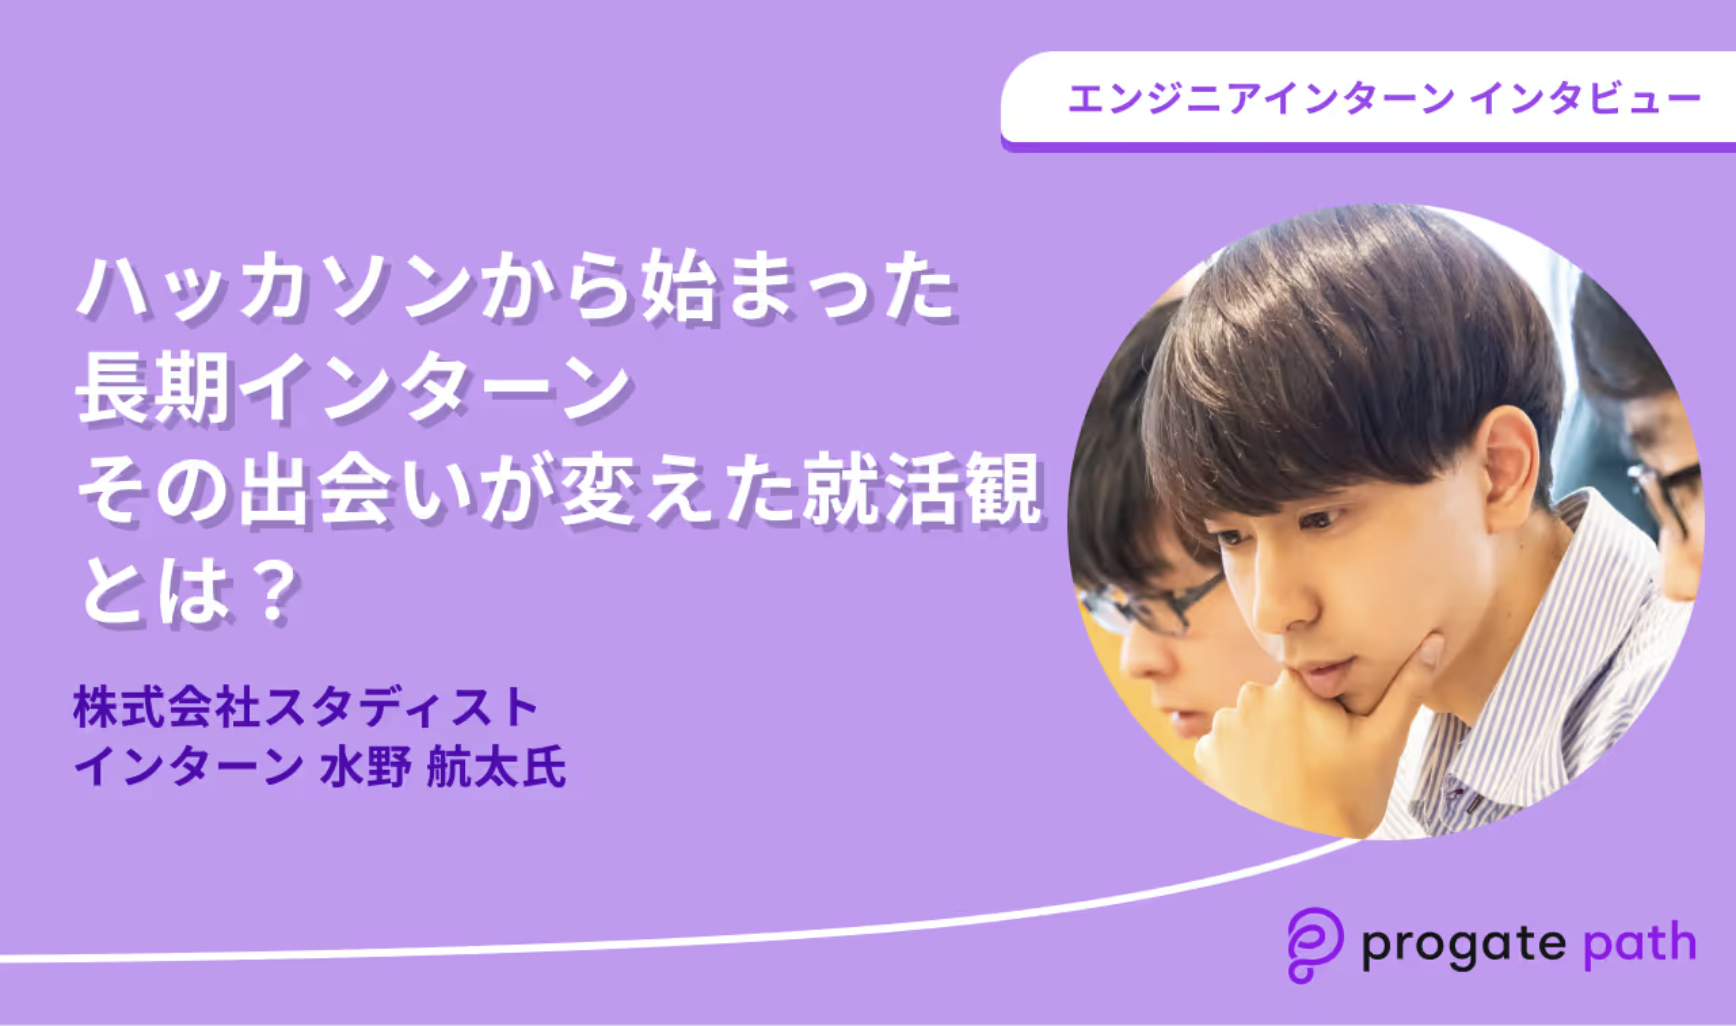 エンジニアインターン インタビュー
ハッカソンから始まった
長期インターン
その出会いが変えた就活観
とは？
株式会社スタディスト
インターン 水野 航太氏
progate path